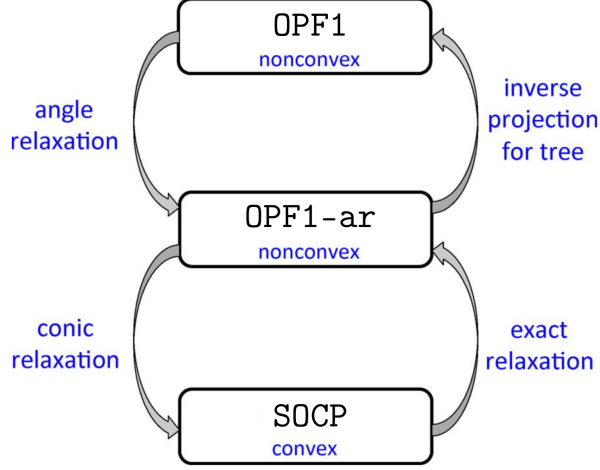 OPF1
nonconvex
angle
relaxation
inverse
projection
for tree
OPF1-ar
nonconvex
conic
relaxation
exact
relaxation
SOCP
convex